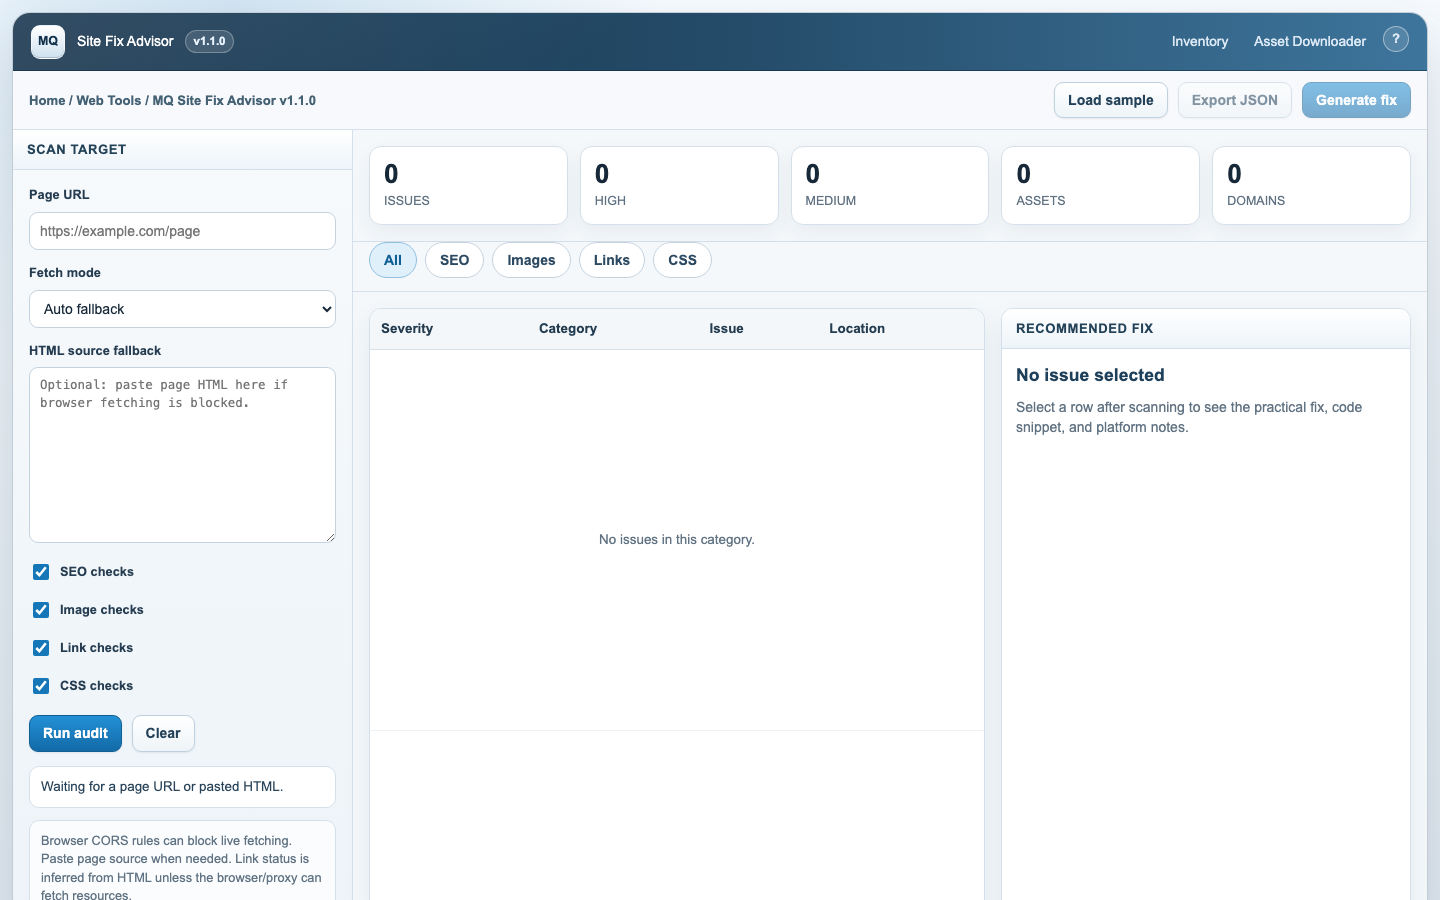 MQ Site Fix Advisor v1.1.0
Inventory Asset Downloader ?
Home / Web Tools / MQ Site Fix Advisor v1.1.0
Load sample Export JSON Generate fix
SCAN TARGET
Page URL
https://example.com/page
Fetch mode
Auto fallback
HTML source fallback
Optional: paste page HTML here if
browser fetching is blocked.
SEO checks
Image checks
Link checks
CSS checks
Run audit Clear
Waiting for a page URL or pasted HTML.
Browser CORS rules can block live fetching.
Paste page source when needed. Link status is
inferred from HTML unless the browser/proxy can
fetch resources.
0
ISSUES
0
HIGH
0
MEDIUM
0
ASSETS
0
DOMAINS
All SEO Images Links CSS
Severity Category Issue Location
No issues in this category.
RECOMMENDED FIX
No issue selected
Select a row after scanning to see the practical fix, code
snippet, and platform notes.